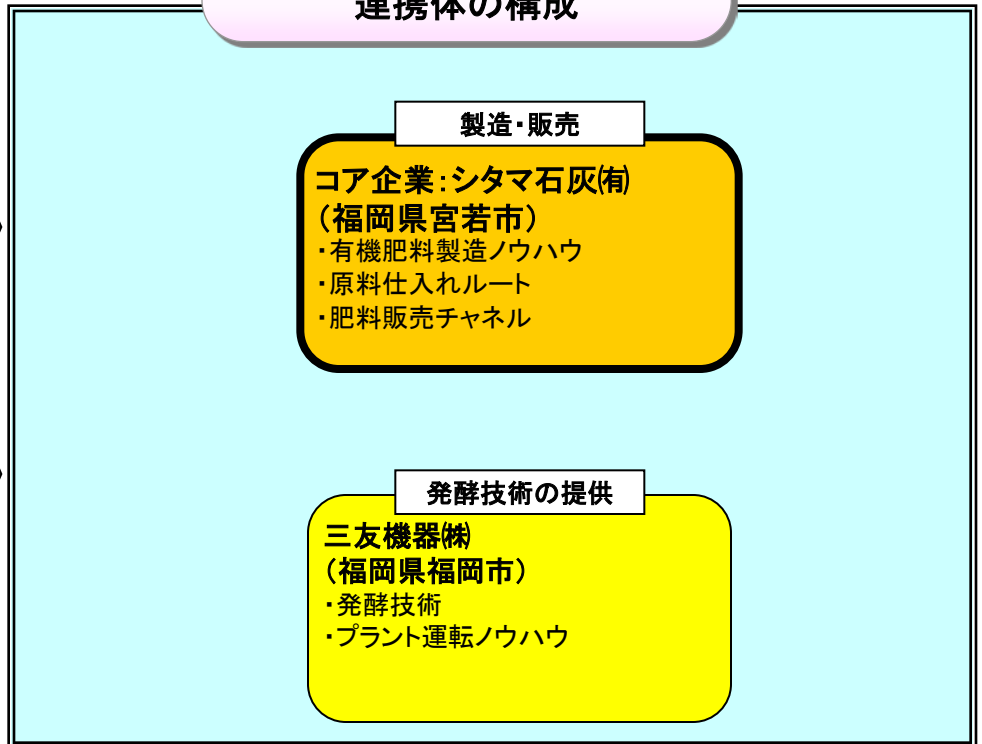 連携体の構成
製造・販売
コア企業：シタマ石灰㈲
（福岡県宮若市）
・有機肥料製造ノウハウ
・原料仕入れルート
・肥料販売チャネル
発酵技術の提供
三友機器㈱
（福岡県福岡市）
・発酵技術
・プラント運転ノウハウ